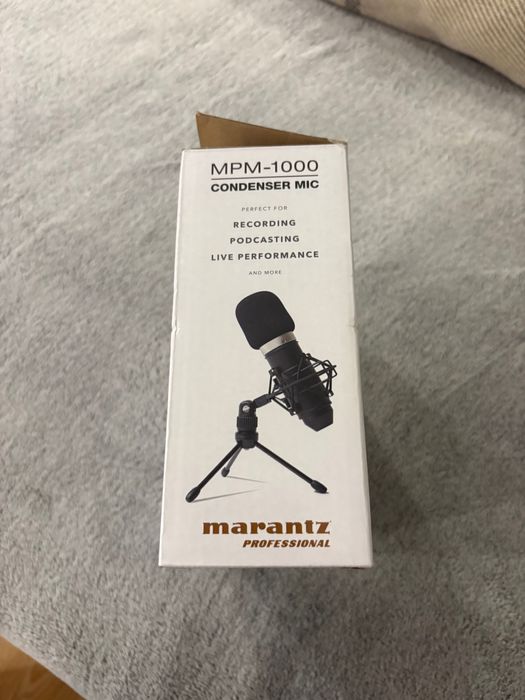 MPM-1000
CONDENSER MIC
PERFECT FOR
RECORDING
PODCASTING
LIVE PERFORMANCE
AND MORE
marantz
PROFESSIONAL